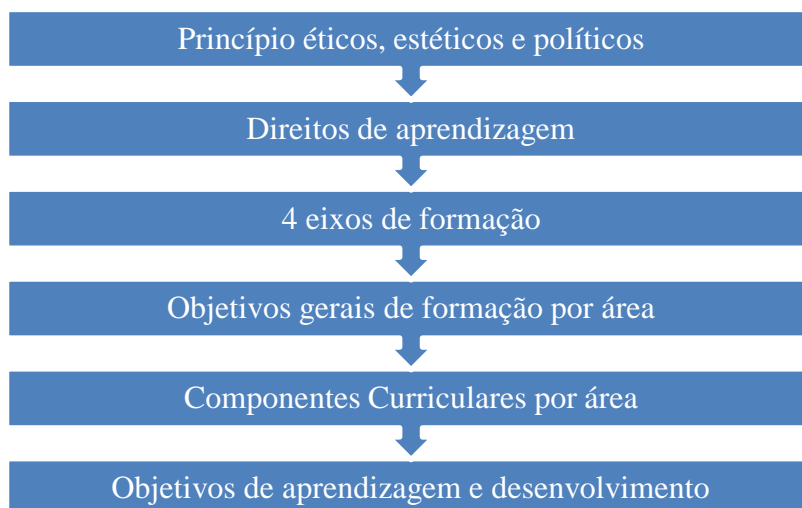 Princípio éticos, estéticos e políticos
Direitos de aprendizagem
4 eixos de formação
Objetivos gerais de formação por área
Componentes Curriculares por área
Objetivos de aprendizagem e desenvolvimento